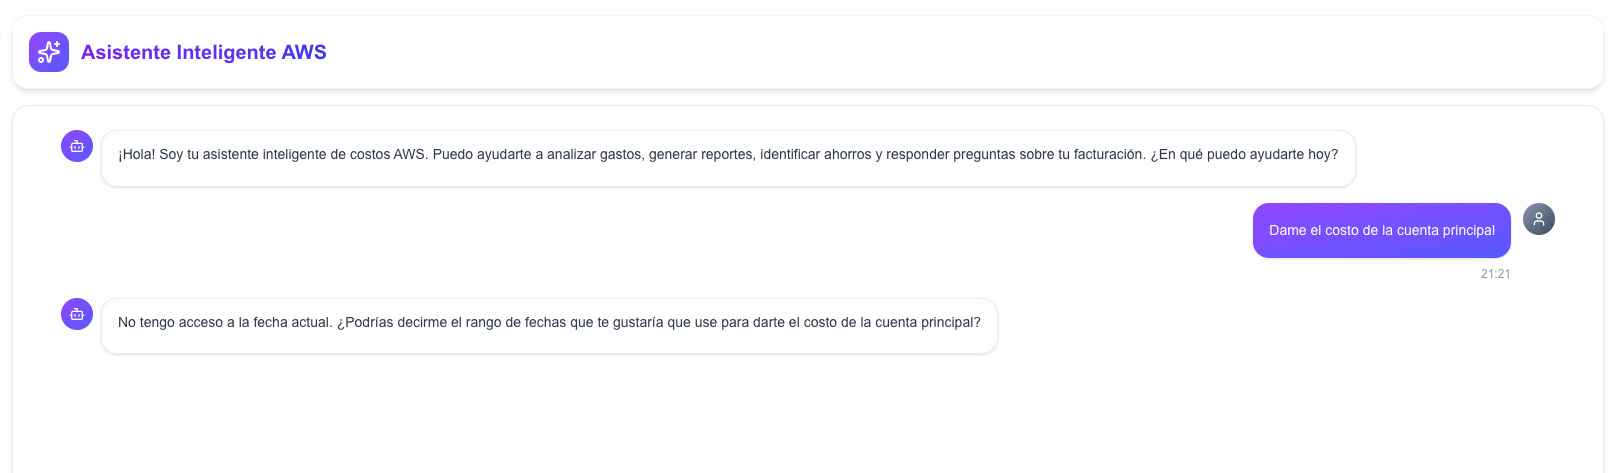 Asistente Inteligente AWS
¡Hola! Soy tu asistente inteligente de costos AWS. Puedo ayudarte a analizar gastos, generar reportes, identificar ahorros y responder preguntas sobre tu facturación. ¿En qué puedo ayudarte hoy?
Dame el costo de la cuenta principal
21:21
No tengo acceso a la fecha actual. ¿Podrías decirme el rango de fechas que te gustaría que use para darte el costo de la cuenta principal?